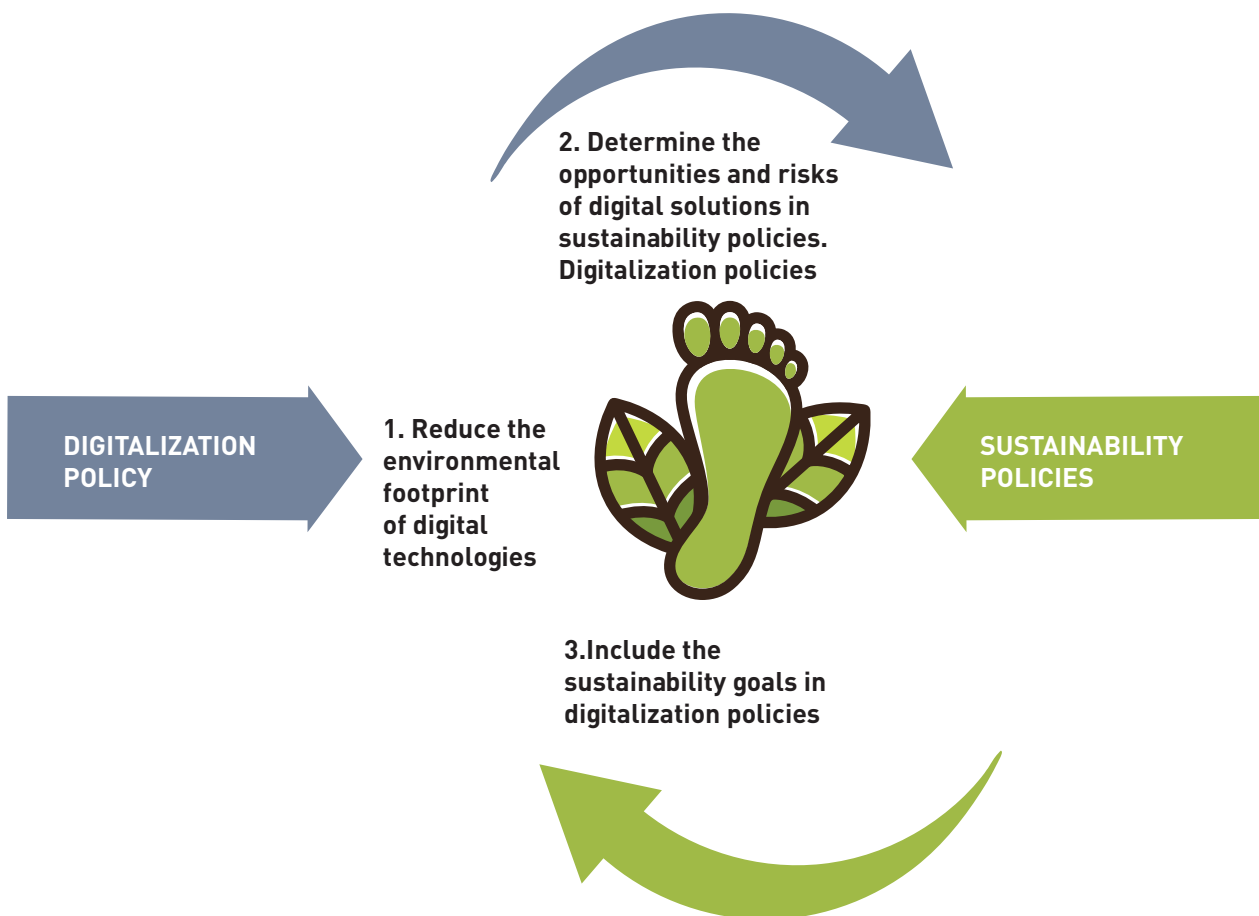 2. Determine the
opportunities and risks
of digital solutions in
sustainability policies.
Digitalization policies
DIGITALIZATION
POLICY
1. Reduce the
environmental
footprint
of digital
technologies
SUSTAINABILITY
POLICIES
3.Include the
sustainability goals in
digitalization policies